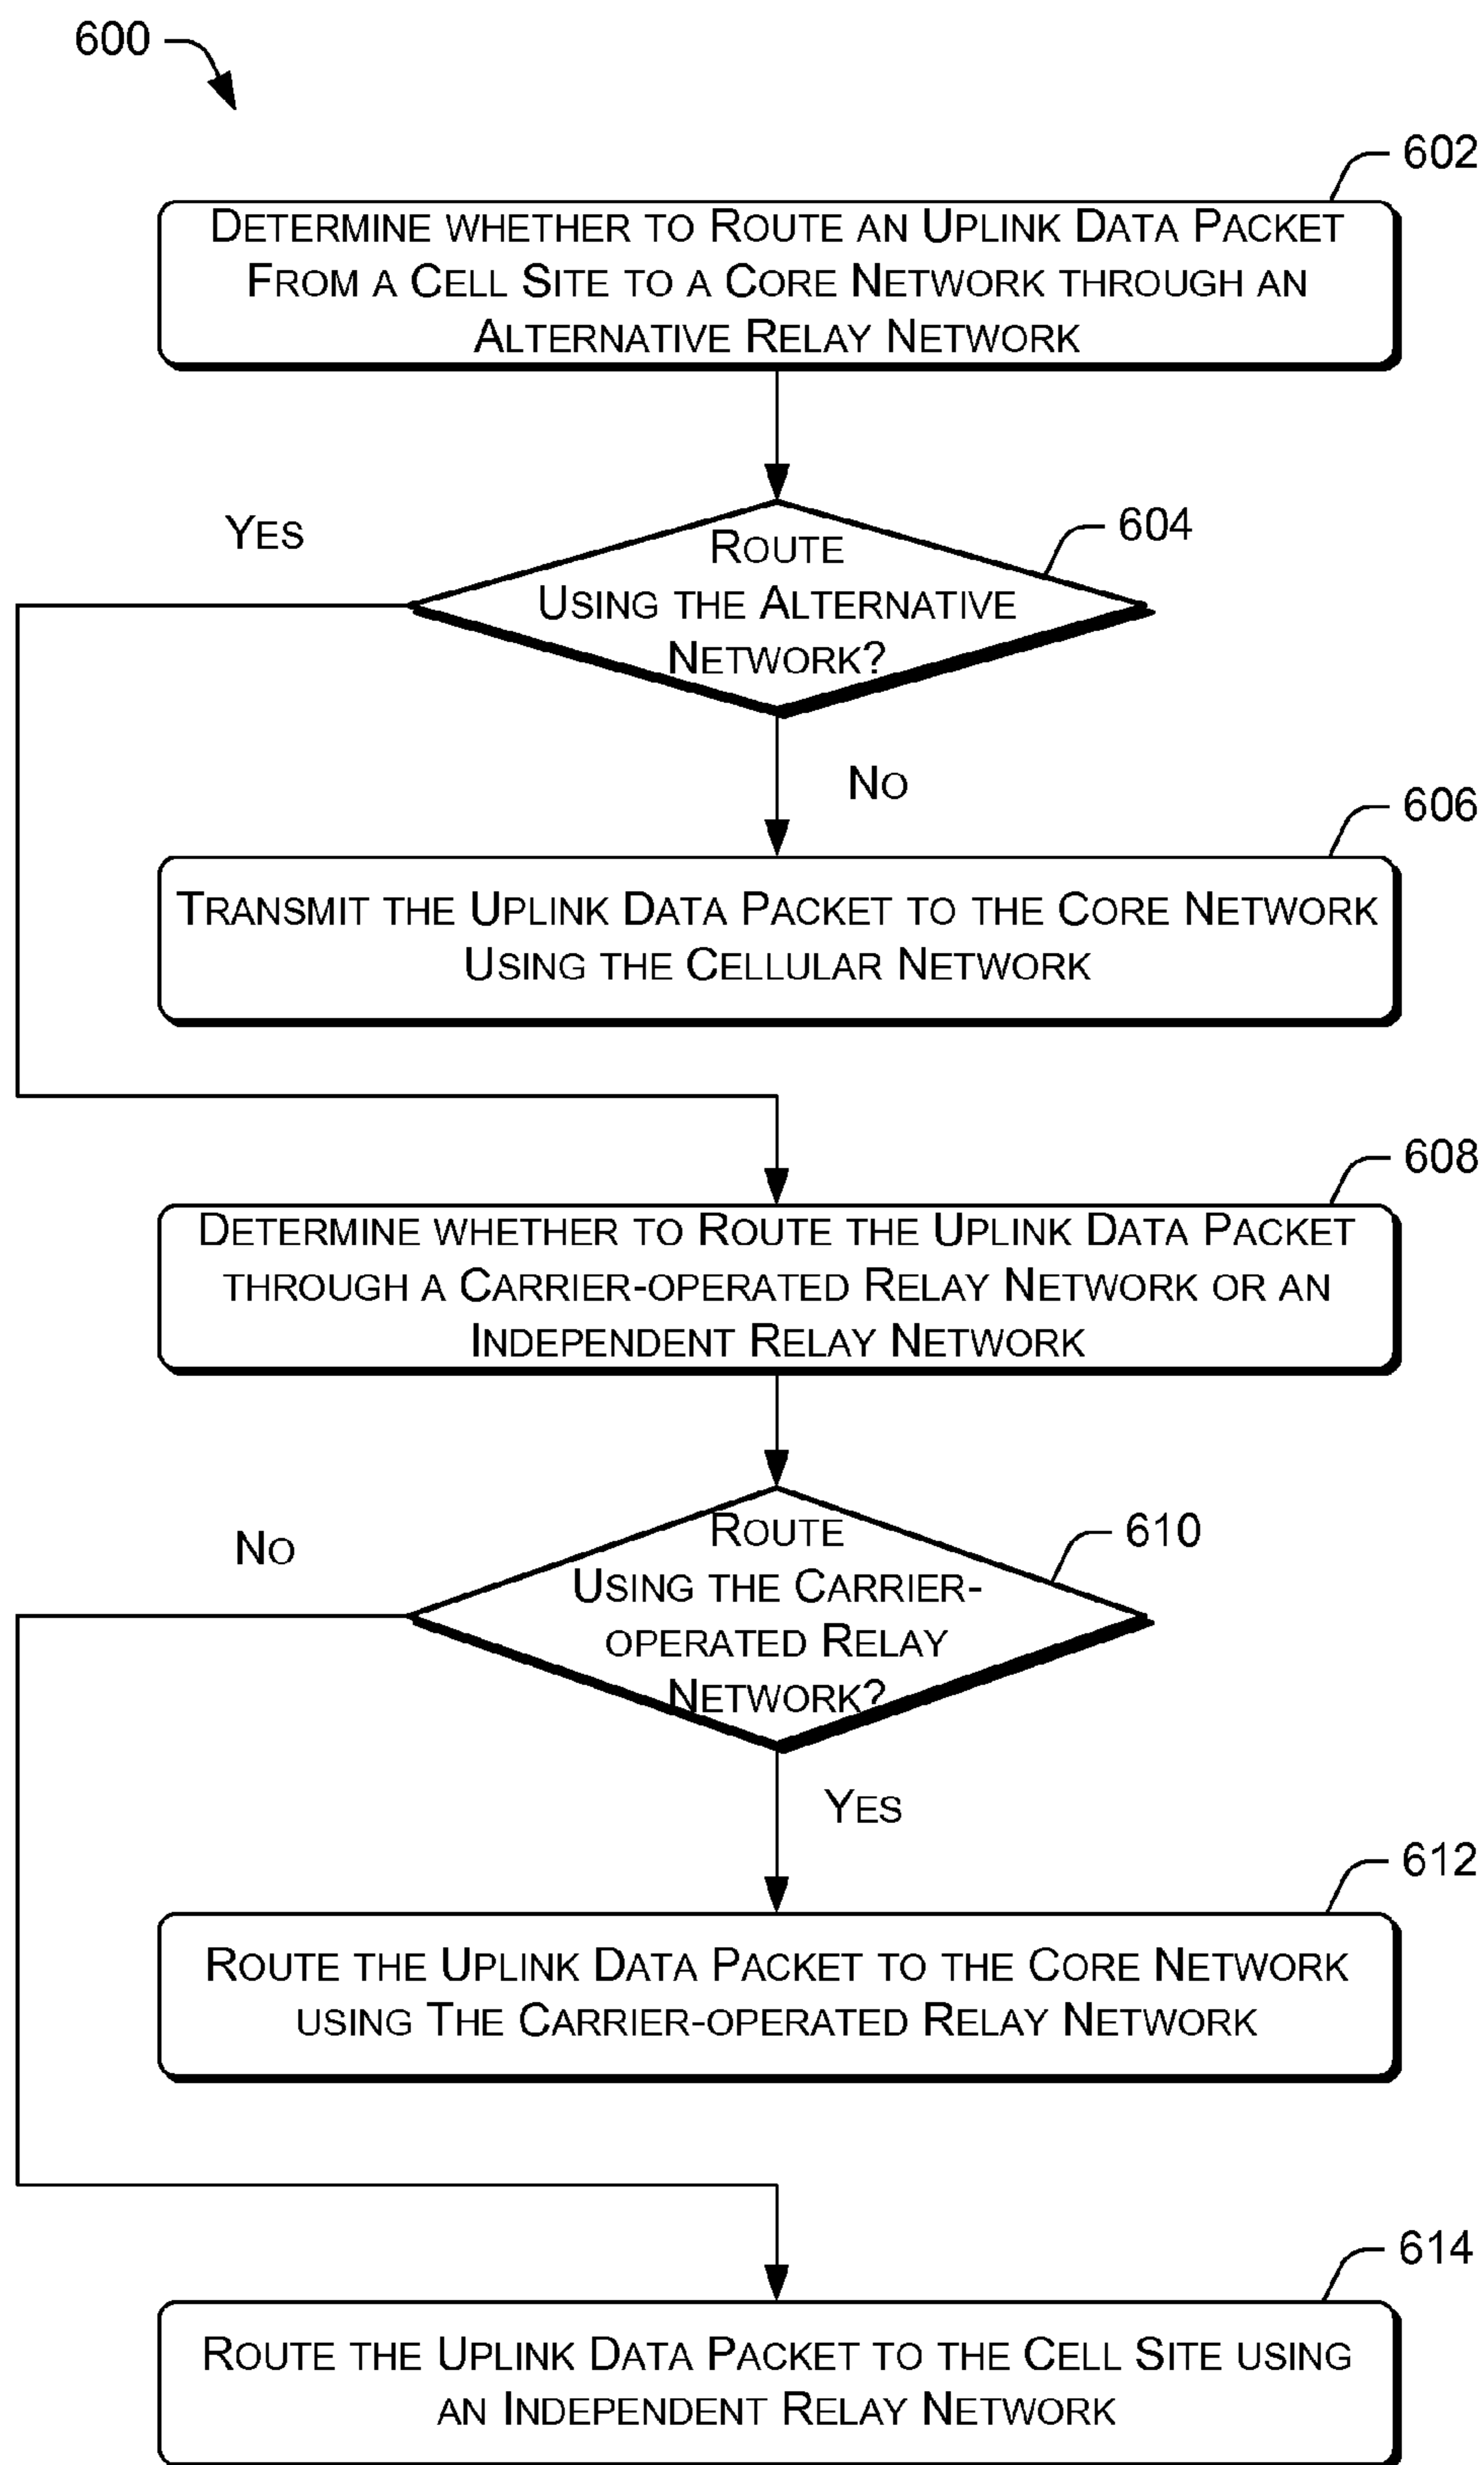 600
602
DETERMINE WHETHER TO ROUTE AN UPLINK DATA PACKET
FROM A CELL SITE TO A CORE NETWORK THROUGH AN
ALTERNATIVE RELAY NETWORK
YES
604
ROUTE
USING THE ALTERNATIVE
NETWORK?
NO
606
TRANSMIT THE UPLINK DATA PACKET TO THE CORE NETWORK
USING THE CELLULAR NETWORK
608
DETERMINE WHETHER TO ROUTE THE UPLINK DATA PACKET
THROUGH A CARRIER-OPERATED RELAY NETWORK OR AN
INDEPENDENT RELAY NETWORK
NO
610
ROUTE
USING THE CARRIER-
OPERATED RELAY
NETWORK?
YES
612
ROUTE THE UPLINK DATA PACKET TO THE CORE NETWORK
USING THE CARRIER-OPERATED RELAY NETWORK
614
ROUTE THE UPLINK DATA PACKET TO THE CELL SITE USING
AN INDEPENDENT RELAY NETWORK